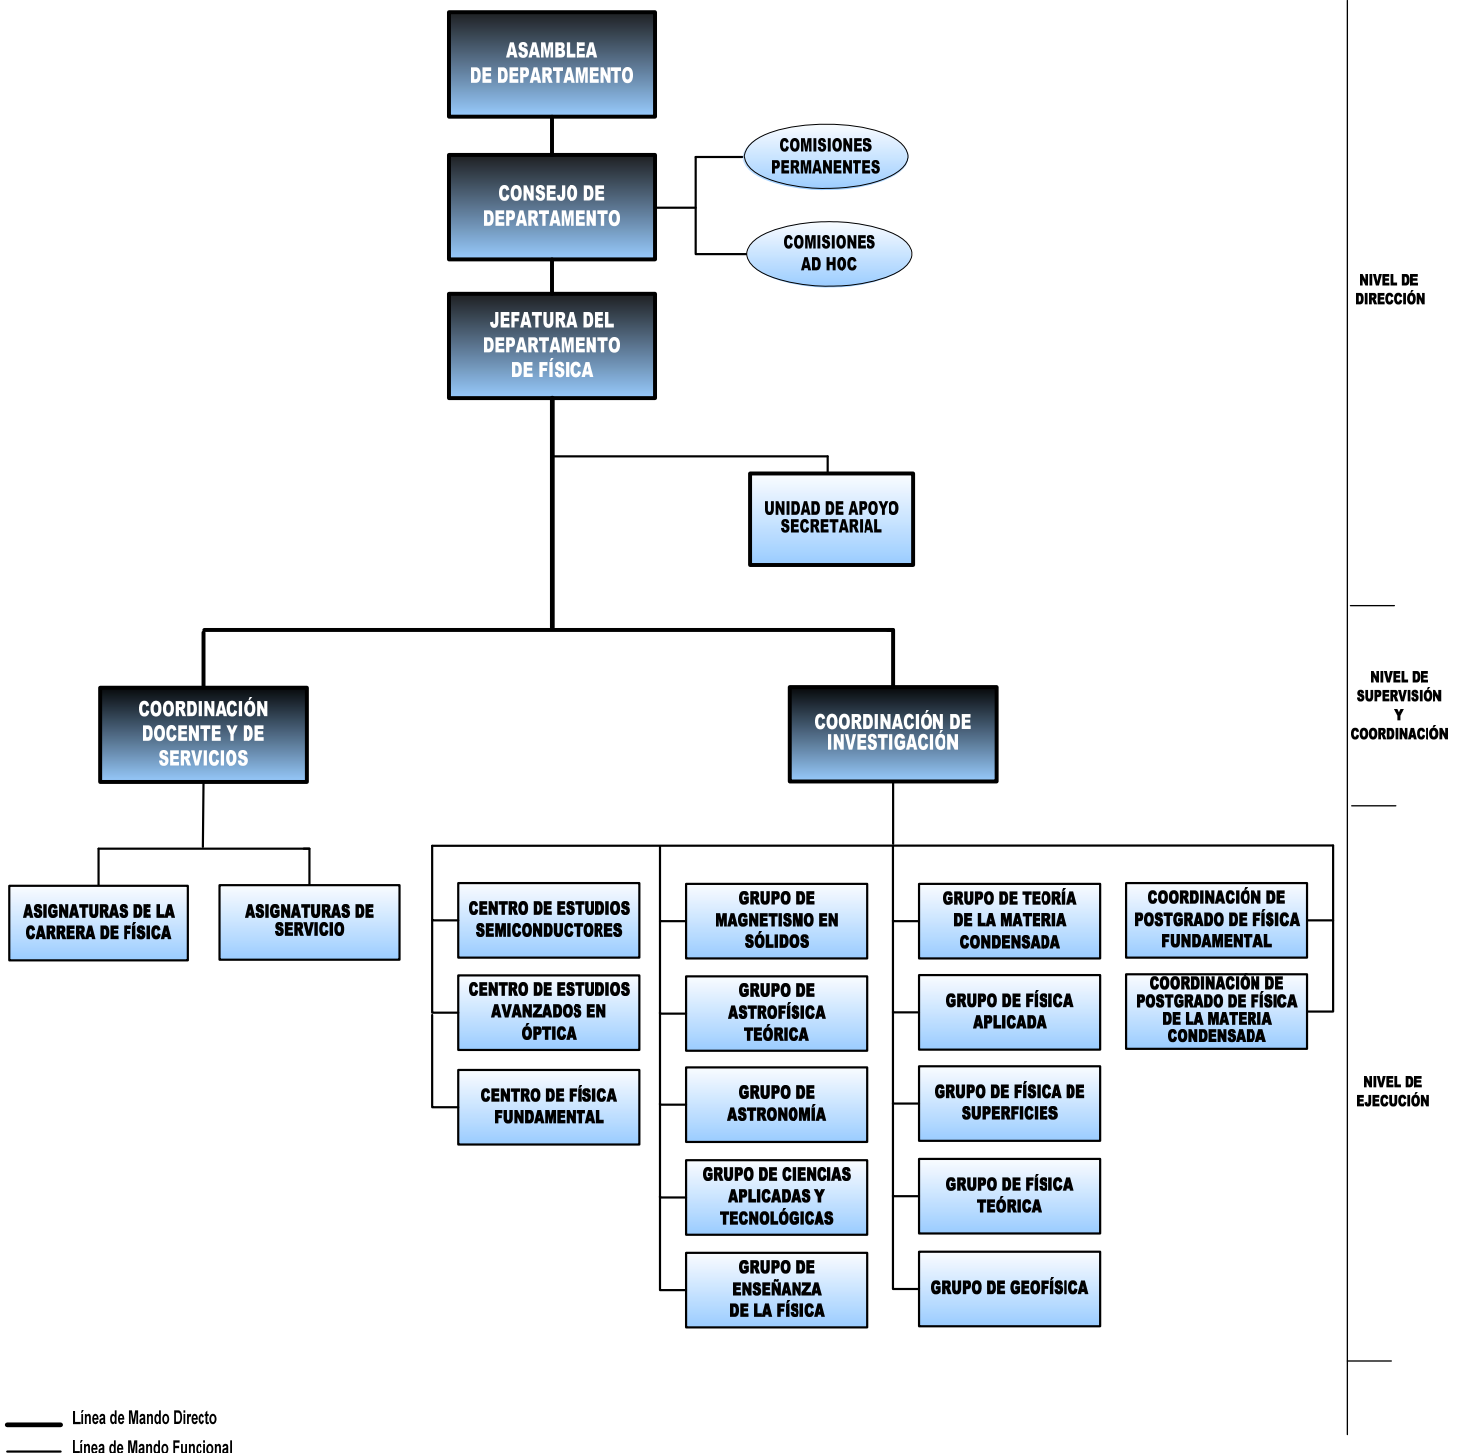 ASAMBLEA
DE DEPARTAMENTO
COMISIONES
PERMANENTES
CONSEJO DE
DEPARTAMENTO
COMISIONES
AD HOC
NIVEL DE
DIRECCIÓN
JEFATURA DEL
DEPARTAMENTO
DE FÍSICA
UNIDAD DE APOYO
SECRETARIAL
NIVEL DE
SUPERVISIÓN
Y
COORDINACIÓN
COORDINACIÓN
DOCENTE Y DE
SERVICIOS
COORDINACIÓN DE
INVESTIGACIÓN
ASIGNATURAS DE LA
CARRERA DE FÍSICA
ASIGNATURAS DE
SERVICIO
CENTRO DE ESTUDIOS
SEMICONDUCTORES
CENTRO DE ESTUDIOS
AVANZADOS EN
ÓPTICA
CENTRO DE FÍSICA
FUNDAMENTAL
GRUPO DE
MAGNETISMO EN
SÓLIDOS
GRUPO DE
ASTROFÍSICA
TEÓRICA
GRUPO DE
ASTRONOMÍA
GRUPO DE CIENCIAS
APLICADAS Y
TECNOLÓGICAS
GRUPO DE
ENSEÑANZA
DE LA FÍSICA
GRUPO DE TEORÍA
DE LA MATERIA
CONDENSADA
GRUPO DE FÍSICA
APLICADA
GRUPO DE FÍSICA DE
SUPERFICIES
GRUPO DE FÍSICA
TEÓRICA
GRUPO DE GEOFÍSICA
COORDINACIÓN DE
POSTGRADO DE FÍSICA
FUNDAMENTAL
COORDINACIÓN DE
POSTGRADO DE FÍSICA
DE LA MATERIA
CONDENSADA
NIVEL DE
EJECUCIÓN
Línea de Mando Directo
Línea de Mando Funcional